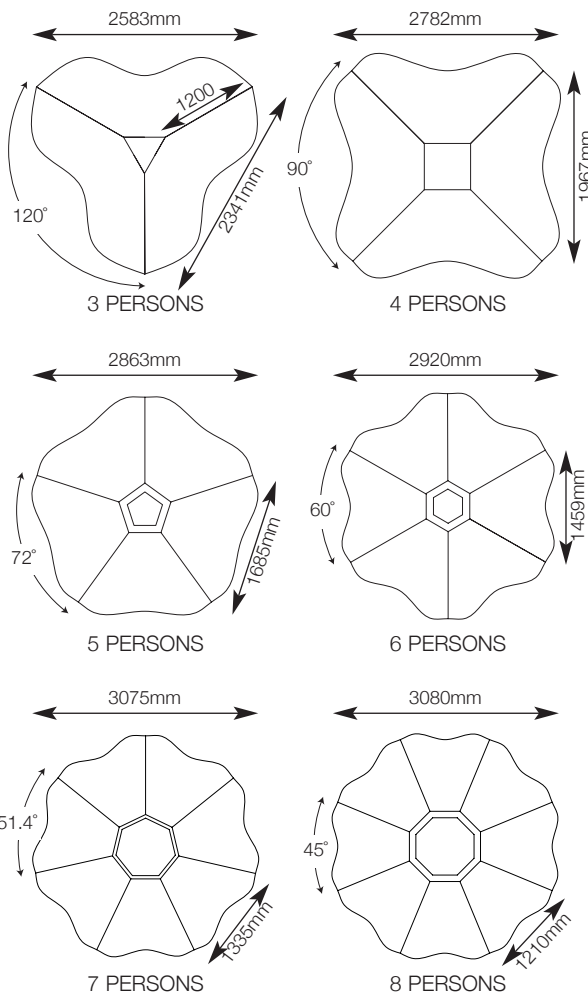 2583mm
2782mm
1200
120°
2341mm
90°
1967mm
3 PERSONS
4 PERSONS
2863mm
2920mm
72°
1685mm
60°
1459mm
5 PERSONS
6 PERSONS
3075mm
3080mm
51.4°
1335mm
45°
1210mm
7 PERSONS
8 PERSONS